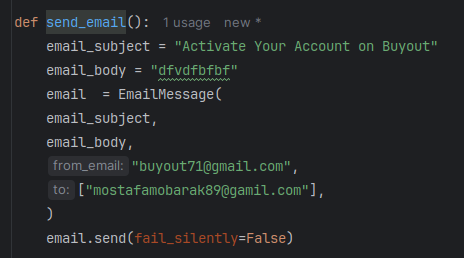 def send_email(): 1 usage new *
email_subject = "Activate Your Account on Buyout"
email_body = "dfvdfbfbf"
email = EmailMessage(
email_subject,
email_body,
from_email: "buyout71@gmail.com",
to: ["mostafamobarak89@gamil.com"],
)
email.send(fail_silently=False)